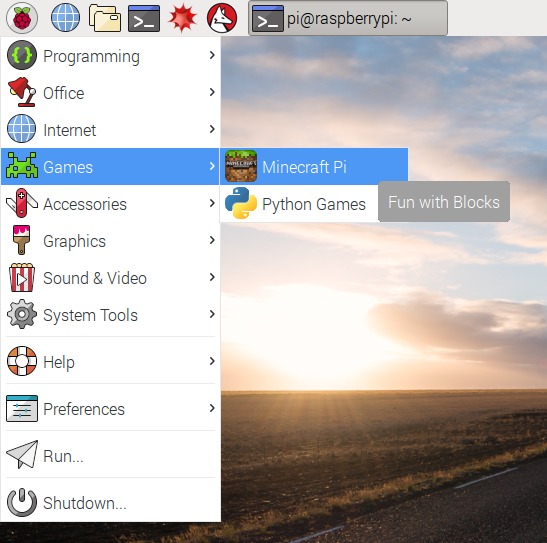 pi@raspberrypi: ~
Programming
Office
Internet
Games
Minecraft Pi
Accessories
Python Games
Fun with Blocks
Graphics
Sound & Video
System Tools
Help
Preferences
Run...
Shutdown...